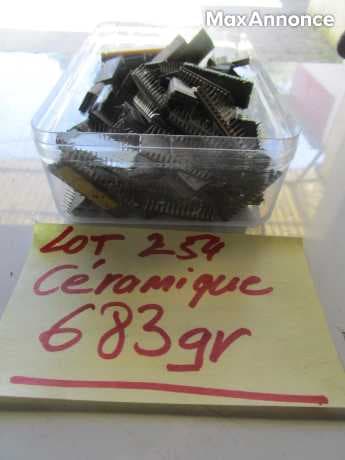 MaxAnnonce
LOT 254
Céramique
683gr